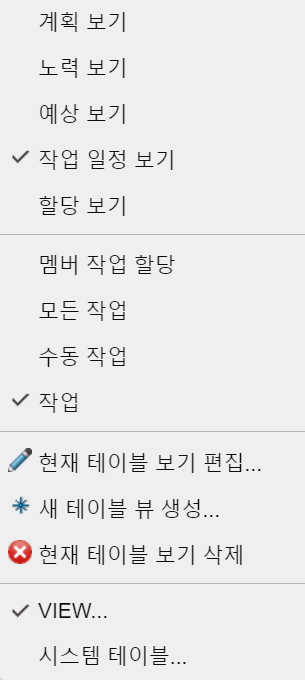 계획 보기
노력 보기
예상 보기
작업 일정 보기
할당 보기
멤버 작업 할당
모든 작업
수동 작업
작업
현재 테이블 보기 편집...
새 테이블 뷰 생성...
현재 테이블 보기 삭제
VIEW...
시스템 테이블...